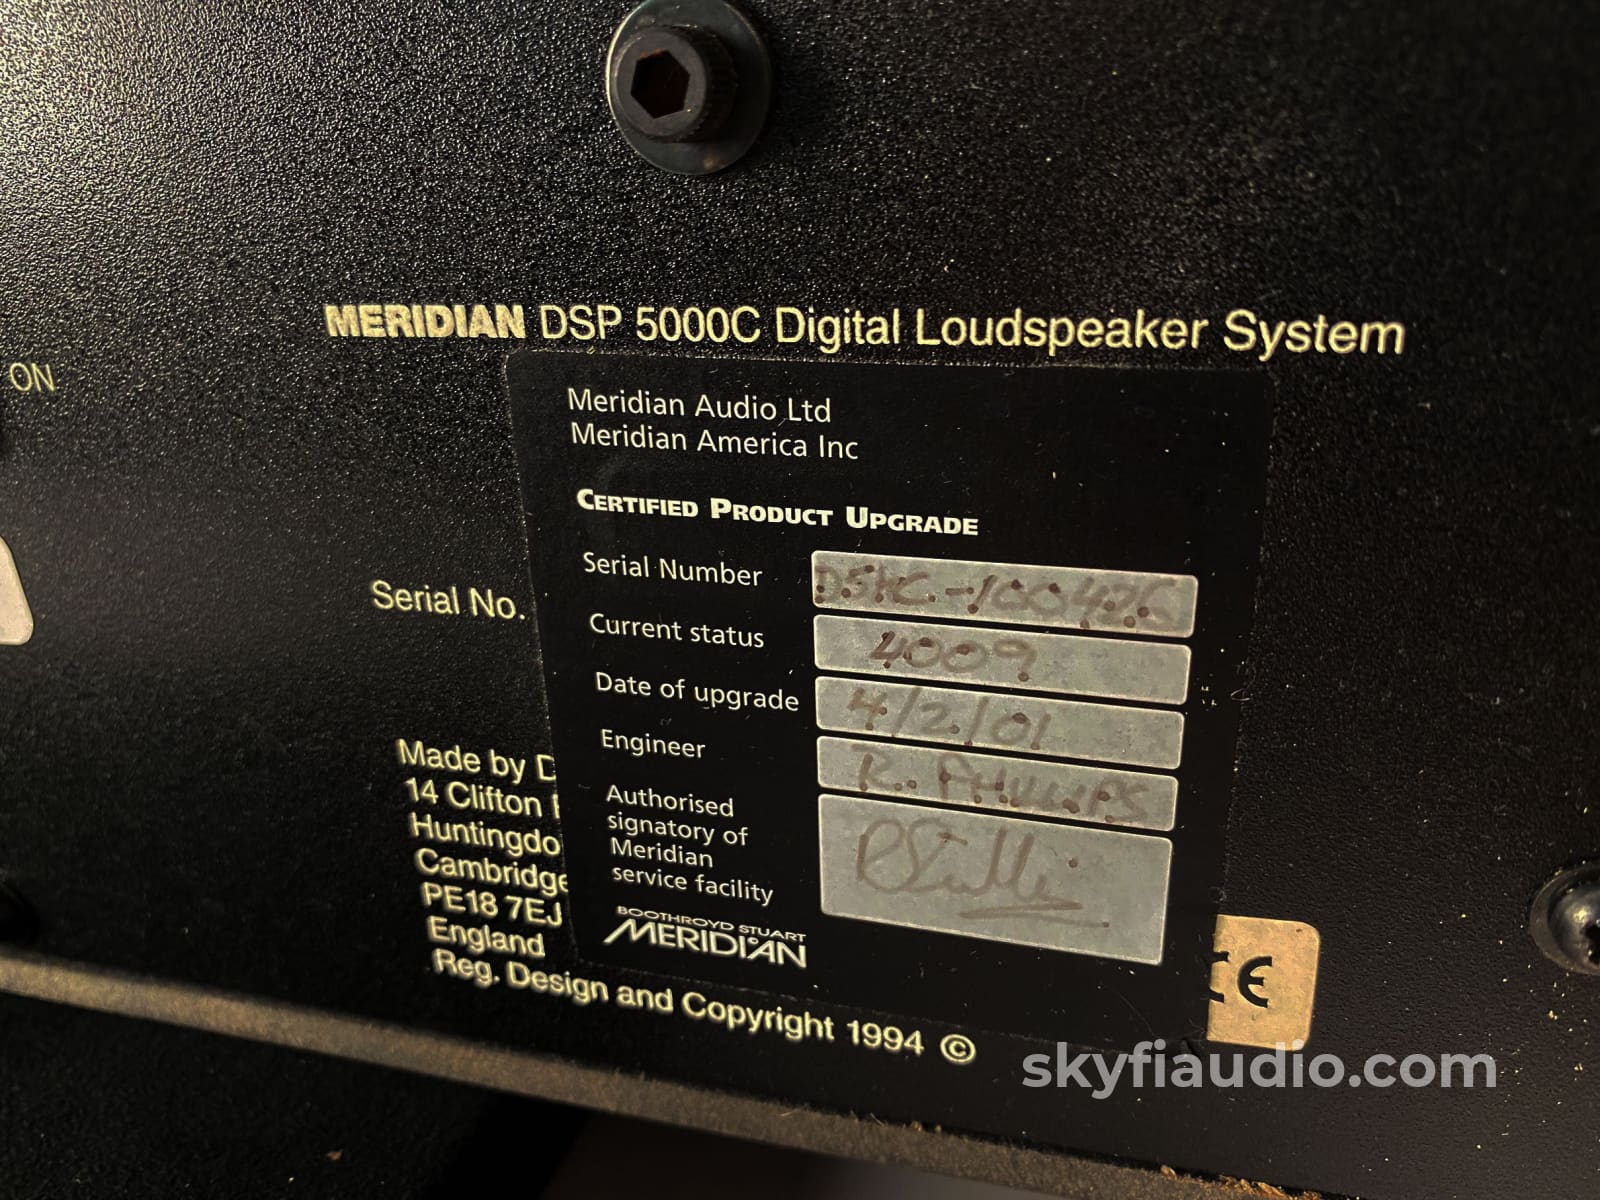 MERIDIAN DSP 5000C Digital Loudspeaker System
ON
Meridian Audio Ltd
Meridian America Inc
CERTIFIED PRODUCT UPGRADE
Serial Number
Serial No.
Current status 4009
Date of upgrade 4/2/01
Engineer R. PHILLIPS
Authorised
signatory of
Meridian
service facility
BOOTHROYD STUART
MERIDIAN
Made by D
14 Clifton
Huntingdo
Cambridge
PE18 7EJ
England
Reg. Design and Copyright 1994 ©
CE
skyfiaudio.com